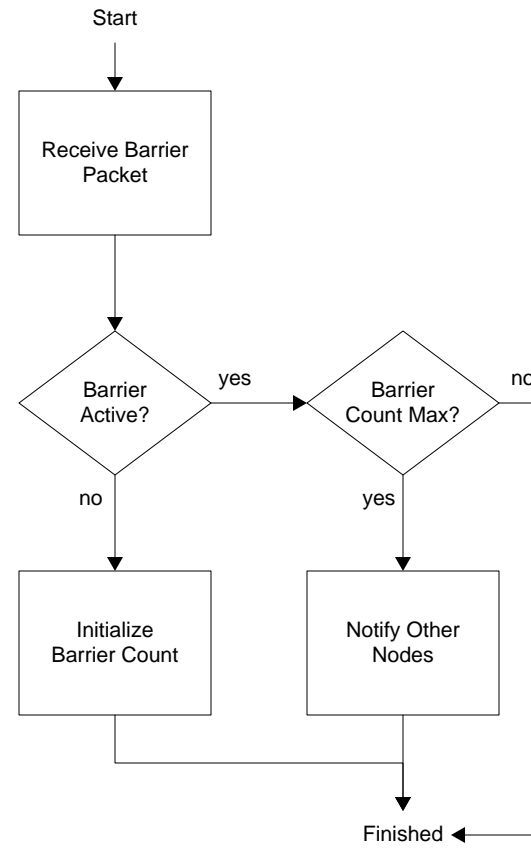 Start
Receive Barrier
Packet
Barrier
Active?
yes
Barrier
Count Max?
no
no
yes
Initialize
Barrier Count
Notify Other
Nodes
Finished